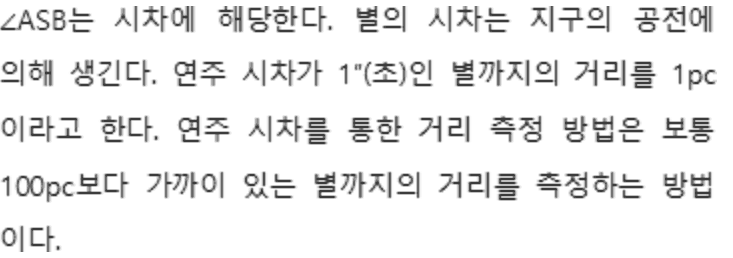 ∠ASB는 시차에 해당한다. 별의 시차는 지구의 공전에
의해 생긴다. 연주 시차가 1″(초)인 별까지의 거리를 1pc
이라고 한다. 연주 시차를 통한 거리 측정 방법은 보통
100pc보다 가까이 있는 별까지의 거리를 측정하는 방법
이다.